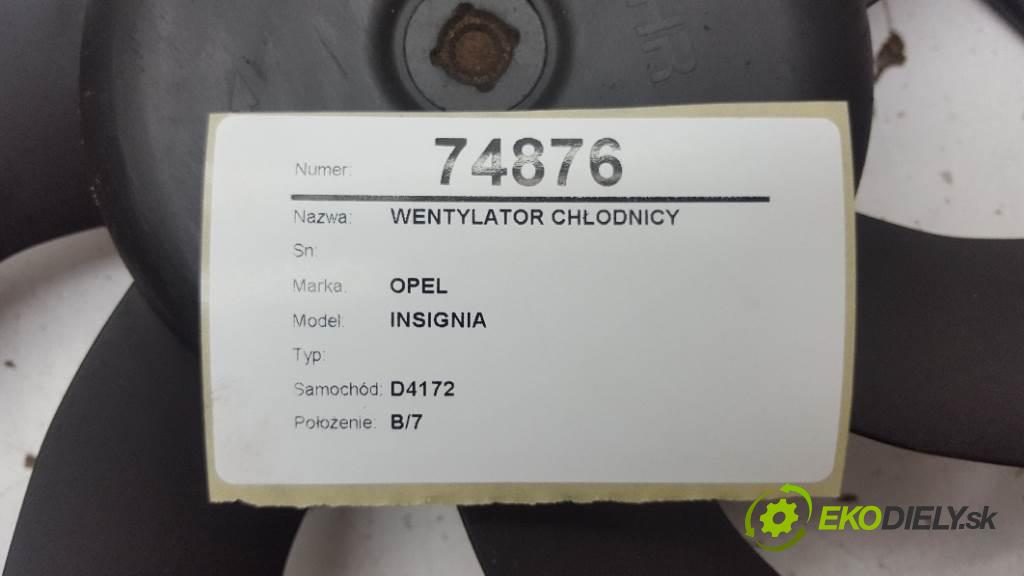 Numer: 74876
Nazwa: WENTYLATOR CHŁODNICY
Sn:
Marka: OPEL
Model: INSIGNIA
Typ:
Samochód: D4172
Położenie: B/7
EKODIELY.sk